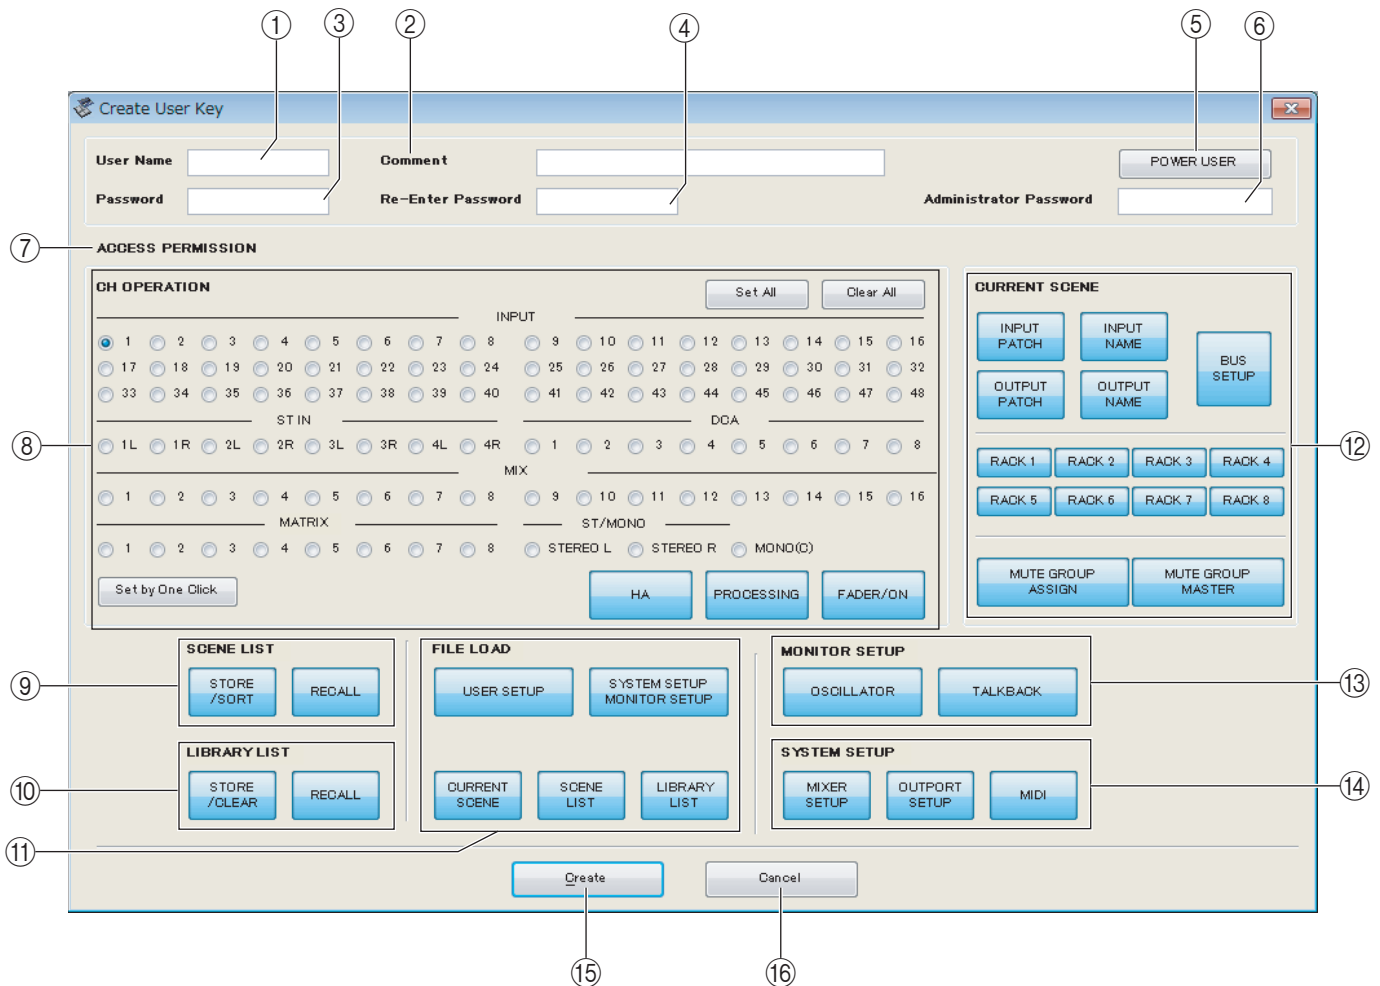 ① ③ ② ④ ⑤ ⑥
Create User Key
User Name Comment POWER USER
Password Re-Enter Password Administrator Password
⑦ ACCESS PERMISSION
CH OPERATION Set All Clear All
INPUT
1 2 3 4 5 6 7 8 9 10 11 12 13 14 15 16
17 18 19 20 21 22 23 24 25 26 27 28 29 30 31 32
33 34 35 36 37 38 39 40 41 42 43 44 45 46 47 48
ST IN DCA
⑧ 1L 1R 2L 2R 3L 3R 4L 4R 1 2 3 4 5 6 7 8
MIX
1 2 3 4 5 6 7 8 9 10 11 12 13 14 15 16
MATRIX ST/MONO
1 2 3 4 5 6 7 8 STEREO L STEREO R MONO(C)
Set by One Click HA PROCESSING FADER/ON
CURRENT SCENE
INPUT
PATCH
INPUT
NAME
BUS
SETUP
OUTPUT
PATCH
OUTPUT
NAME
⑫
RACK 1 RACK 2 RACK 3 RACK 4
RACK 5 RACK 6 RACK 7 RACK 8
MUTE GROUP
ASSIGN
MUTE GROUP
MASTER
SCENE LIST
⑨
STORE
/SORT
RECALL
LIBRARY LIST
⑩
STORE
/CLEAR
RECALL
FILE LOAD
USER SETUP
SYSTEM SETUP
MONITOR SETUP
CURRENT
SCENE
SCENE
LIST
LIBRARY
LIST
⑪
MONITOR SETUP
OSCILLATOR TALKBACK ⑬
SYSTEM SETUP
MIXER
SETUP
OUTPORT
SETUP
MIDI
⑭
Create Cancel
⑮ ⑯